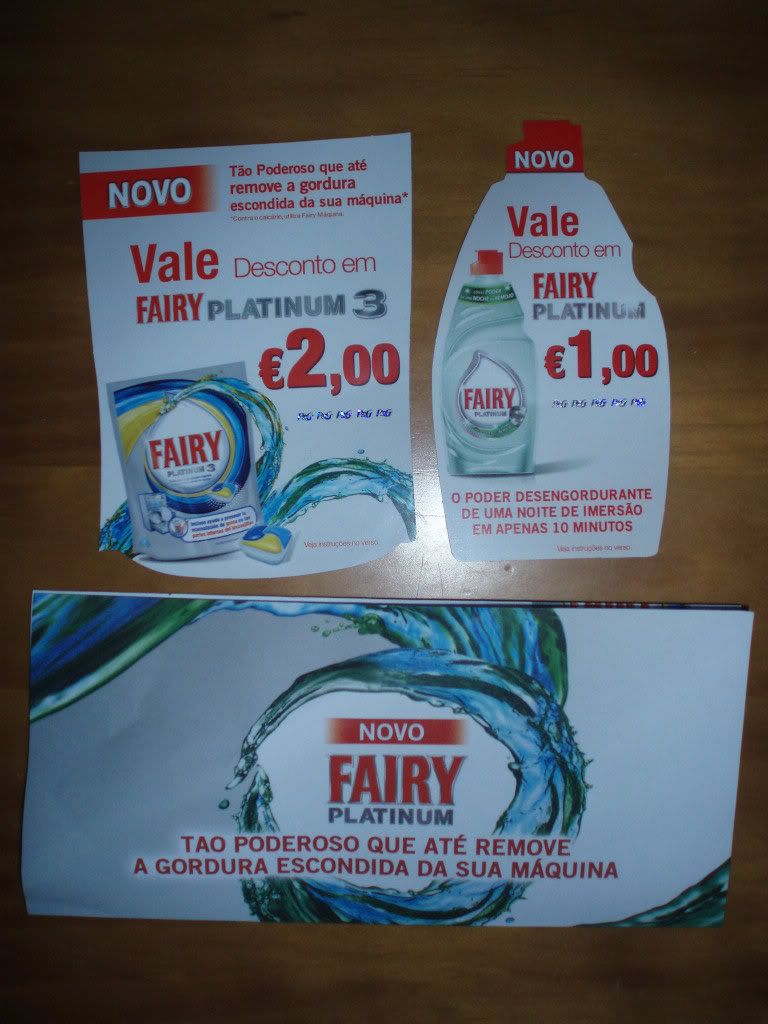 NOVO
Tão Poderoso que até
remove a gordura
escondida da sua máquina*
*Contra o calcário, utilize Fairy Máquina.
Vale Desconto em
FAIRY PLATINUM 3
€2,00
P&G P&G P&G P&G P&G
FAIRY
PLATINUM 3
Veja instruções no verso.
NOVO
Vale
Desconto em
FAIRY
PLATINUM
€1,00
P&G P&G P&G P&G P&G
FAIRY
PLATINUM
O PODER DESENGORDURANTE
DE UMA NOITE DE IMERSÃO
EM APENAS 10 MINUTOS
Veja instruções no verso.
NOVO
FAIRY
PLATINUM
TAO PODEROSO QUE ATÉ REMOVE
A GORDURA ESCONDIDA DA SUA MÁQUINA